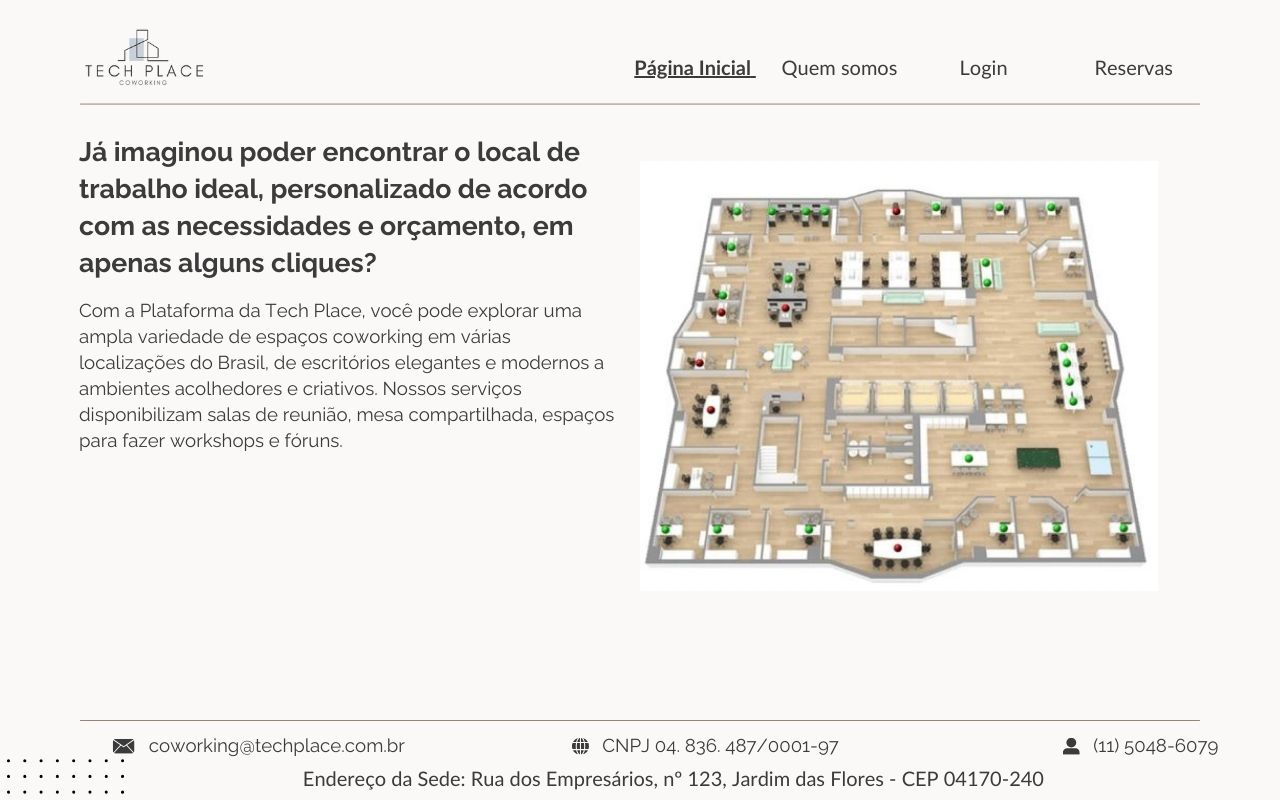 TECH PLACE
COWORKING
Página Inicial
Quem somos
Login
Reservas
Já imaginou poder encontrar o local de
trabalho ideal, personalizado de acordo
com as necessidades e orçamento, em
apenas alguns cliques?
Com a Plataforma da Tech Place, você pode explorar uma
ampla variedade de espaços coworking em várias
localizações do Brasil, de escritórios elegantes e modernos a
ambientes acolhedores e criativos. Nossos serviços
disponibilizam salas de reunião, mesa compartilhada, espaços
para fazer workshops e fóruns.
coworking@techplace.com.br
CNPJ 04. 836. 487/0001-97
(11) 5048-6079
Endereço da Sede: Rua dos Empresários, nº 123, Jardim das Flores - CEP 04170-240